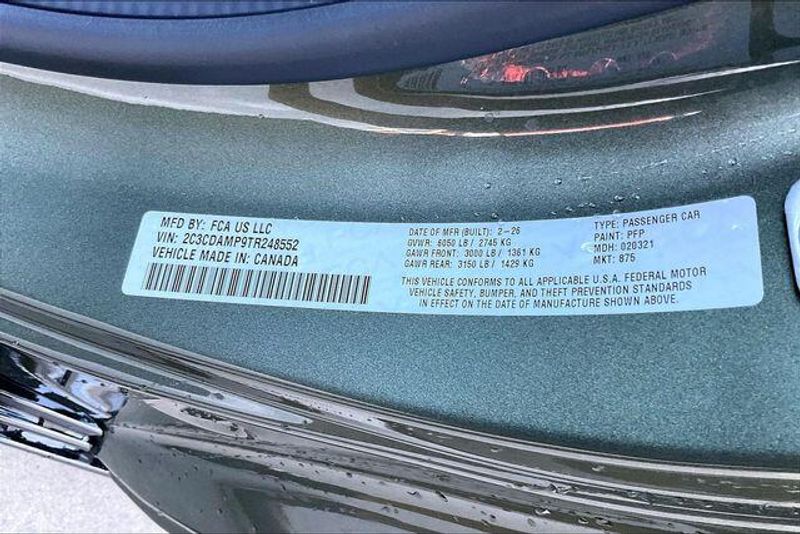 MFD BY: FCA US LLC
VIN: 2C3CDAMP9TR248552
VEHICLE MADE IN: CANADA
DATE OF MFR (BUILT): 2-26
GVWR: 6050 LB / 2745 KG
GAWR FRONT: 3000 LB / 1361 KG
GAWR REAR: 3150 LB / 1429 KG
TYPE: PASSENGER CAR
PAINT: PFP
MDH: 020321
MKT: 875
THIS VEHICLE CONFORMS TO ALL APPLICABLE U.S.A. FEDERAL MOTOR
VEHICLE SAFETY, BUMPER, AND THEFT PREVENTION STANDARDS
IN EFFECT ON THE DATE OF MANUFACTURE SHOWN ABOVE.